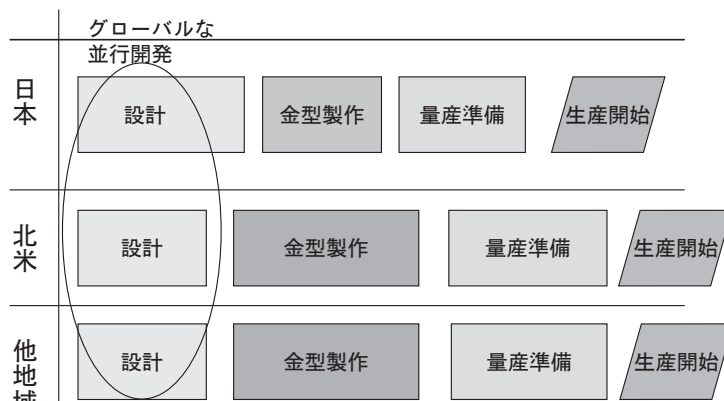 グローバルな
並行開発
日本
設計
金型製作
量産準備
生産開始
北米
設計
金型製作
量産準備
生産開始
他地域
設計
金型製作
量産準備
生産開始